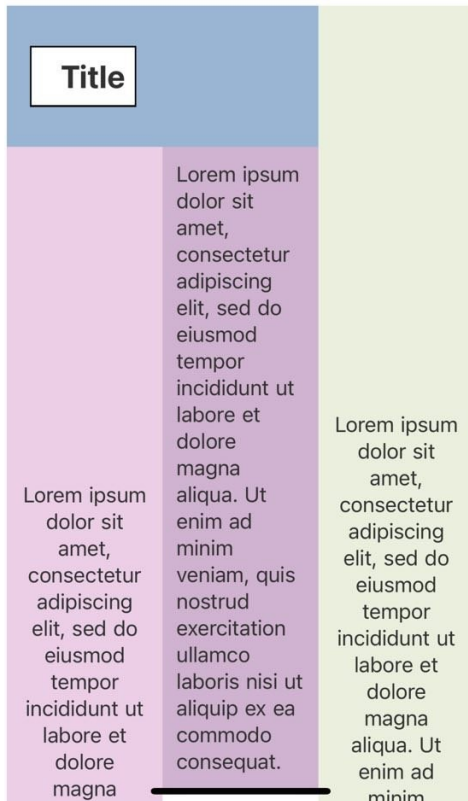 Title
Lorem ipsum
dolor sit
amet,
consectetur
adipiscing
elit, sed do
eiusmod
tempor
incididunt ut
labore et
dolore
magna
Lorem ipsum
dolor sit
amet,
consectetur
adipiscing
elit, sed do
eiusmod
tempor
incididunt ut
labore et
dolore
magna
aliqua. Ut
enim ad
minim
veniam, quis
nostrud
exercitation
ullamco
laboris nisi ut
aliquip ex ea
commodo
consequat.
Lorem ipsum
dolor sit
amet,
consectetur
adipiscing
elit, sed do
eiusmod
tempor
incididunt ut
labore et
dolore
magna
aliqua. Ut
enim ad
minim